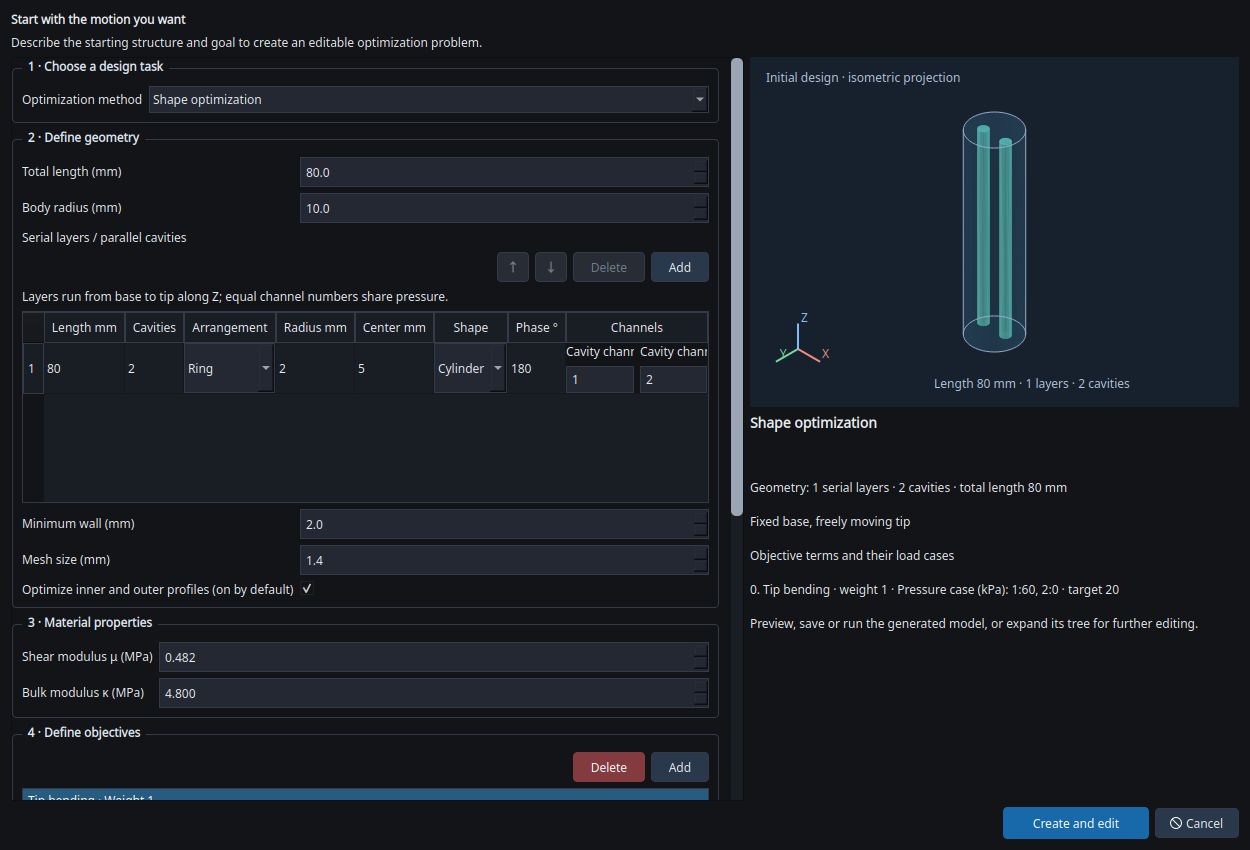 Start with the motion you want
Describe the starting structure and goal to create an editable optimization problem.
1 · Choose a design task
Optimization method Shape optimization
2 · Define geometry
Total length (mm) 80.0
Body radius (mm) 10.0
Serial layers / parallel cavities
↑ ↓ Delete Add
Layers run from base to tip along Z; equal channel numbers share pressure.
Length mm Cavities Arrangement Radius mm Center mm Shape Phase ° Channels
Cavity chanr Cavity chanr
1 80 2 Ring 2 5 Cylinder 180 1 2
Minimum wall (mm) 2.0
Mesh size (mm) 1.4
Optimize inner and outer profiles (on by default) ✓
3 · Material properties
Shear modulus μ (MPa) 0.482
Bulk modulus κ (MPa) 4.800
4 · Define objectives
Delete Add
Tip bending · Weight 1
Initial design · isometric projection
Z
Y X
Length 80 mm · 1 layers · 2 cavities
Shape optimization
Geometry: 1 serial layers · 2 cavities · total length 80 mm
Fixed base, freely moving tip
Objective terms and their load cases
0. Tip bending · weight 1 · Pressure case (kPa): 1:60, 2:0 · target 20
Preview, save or run the generated model, or expand its tree for further editing.
Create and edit Cancel